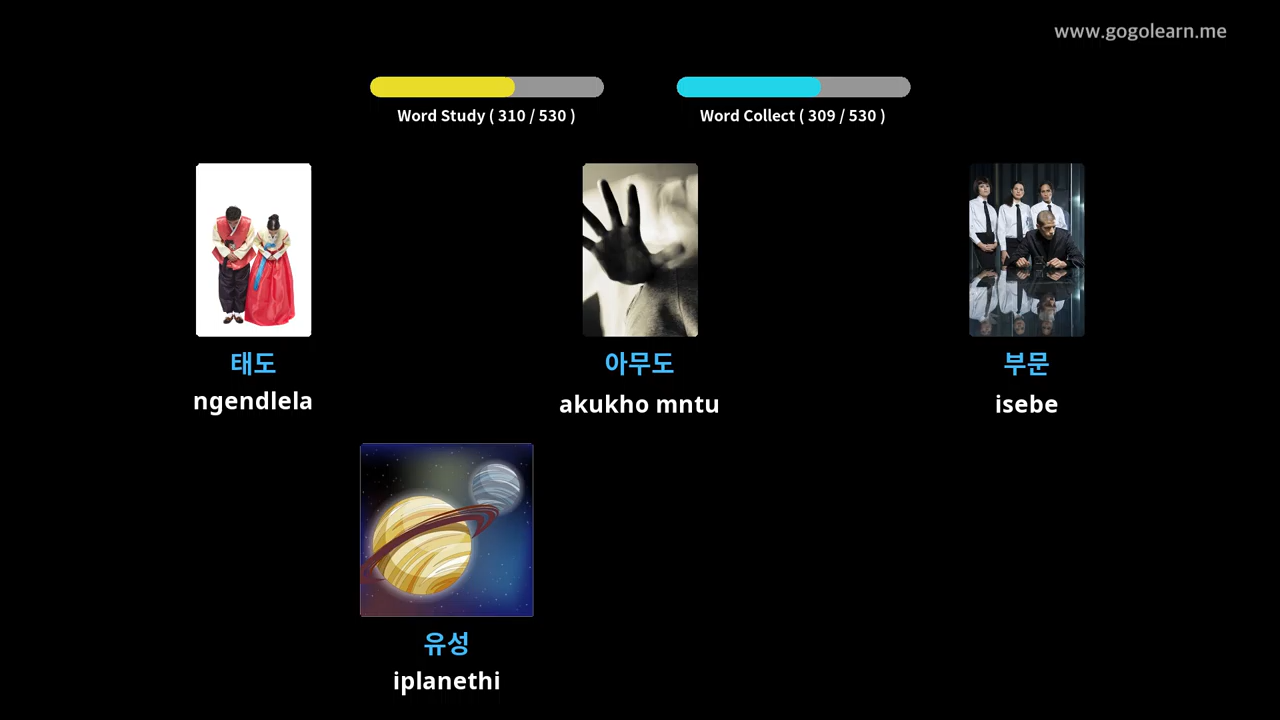 www.gogolearn.me
Word Study ( 310 / 530 )
Word Collect ( 309 / 530 )
태도
ngendlela
아무도
akukho mntu
부문
isebe
유성
iplanethi